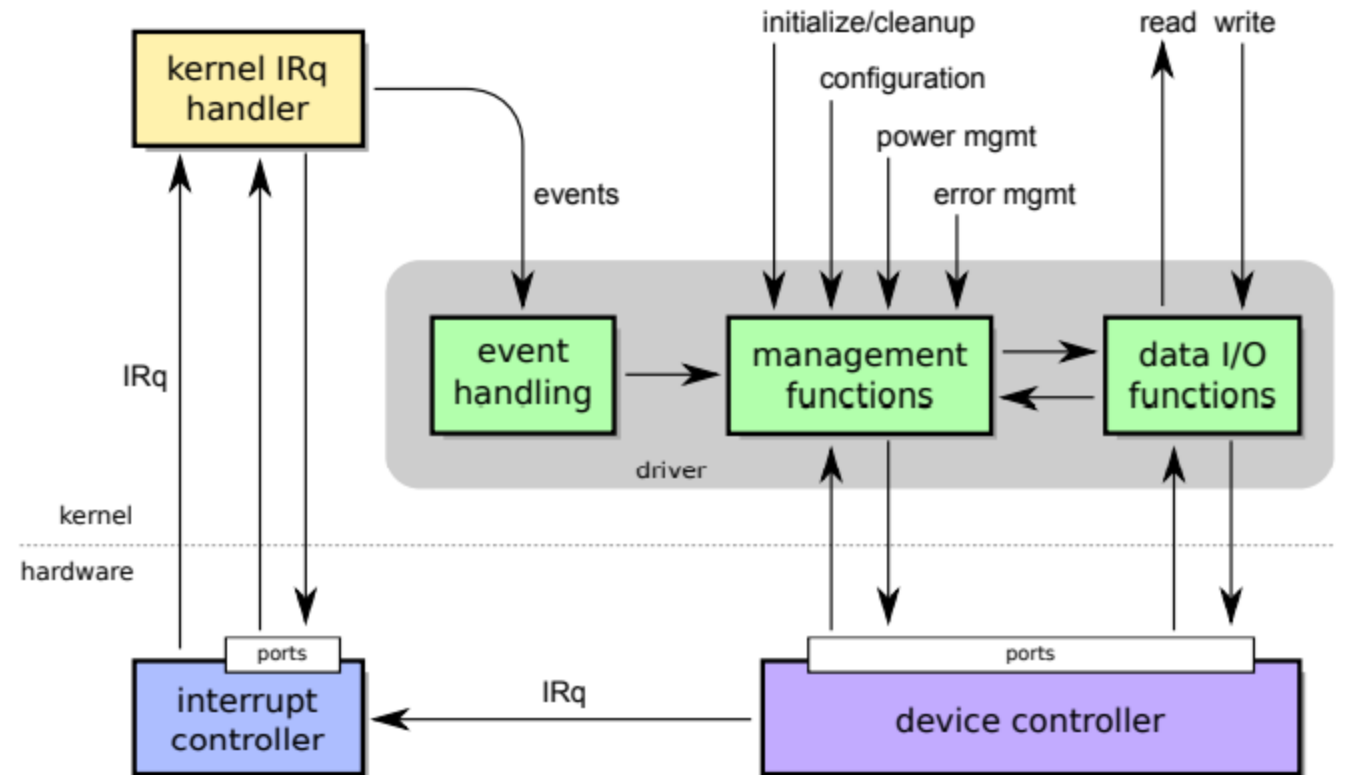 initialize/cleanup
read write
kernel IRq
handler
configuration
power mgmt
events
error mgmt
event
handling
management
functions
data I/O
functions
IRq
driver
kernel
hardware
ports
ports
interrupt
controller
IRq
device controller